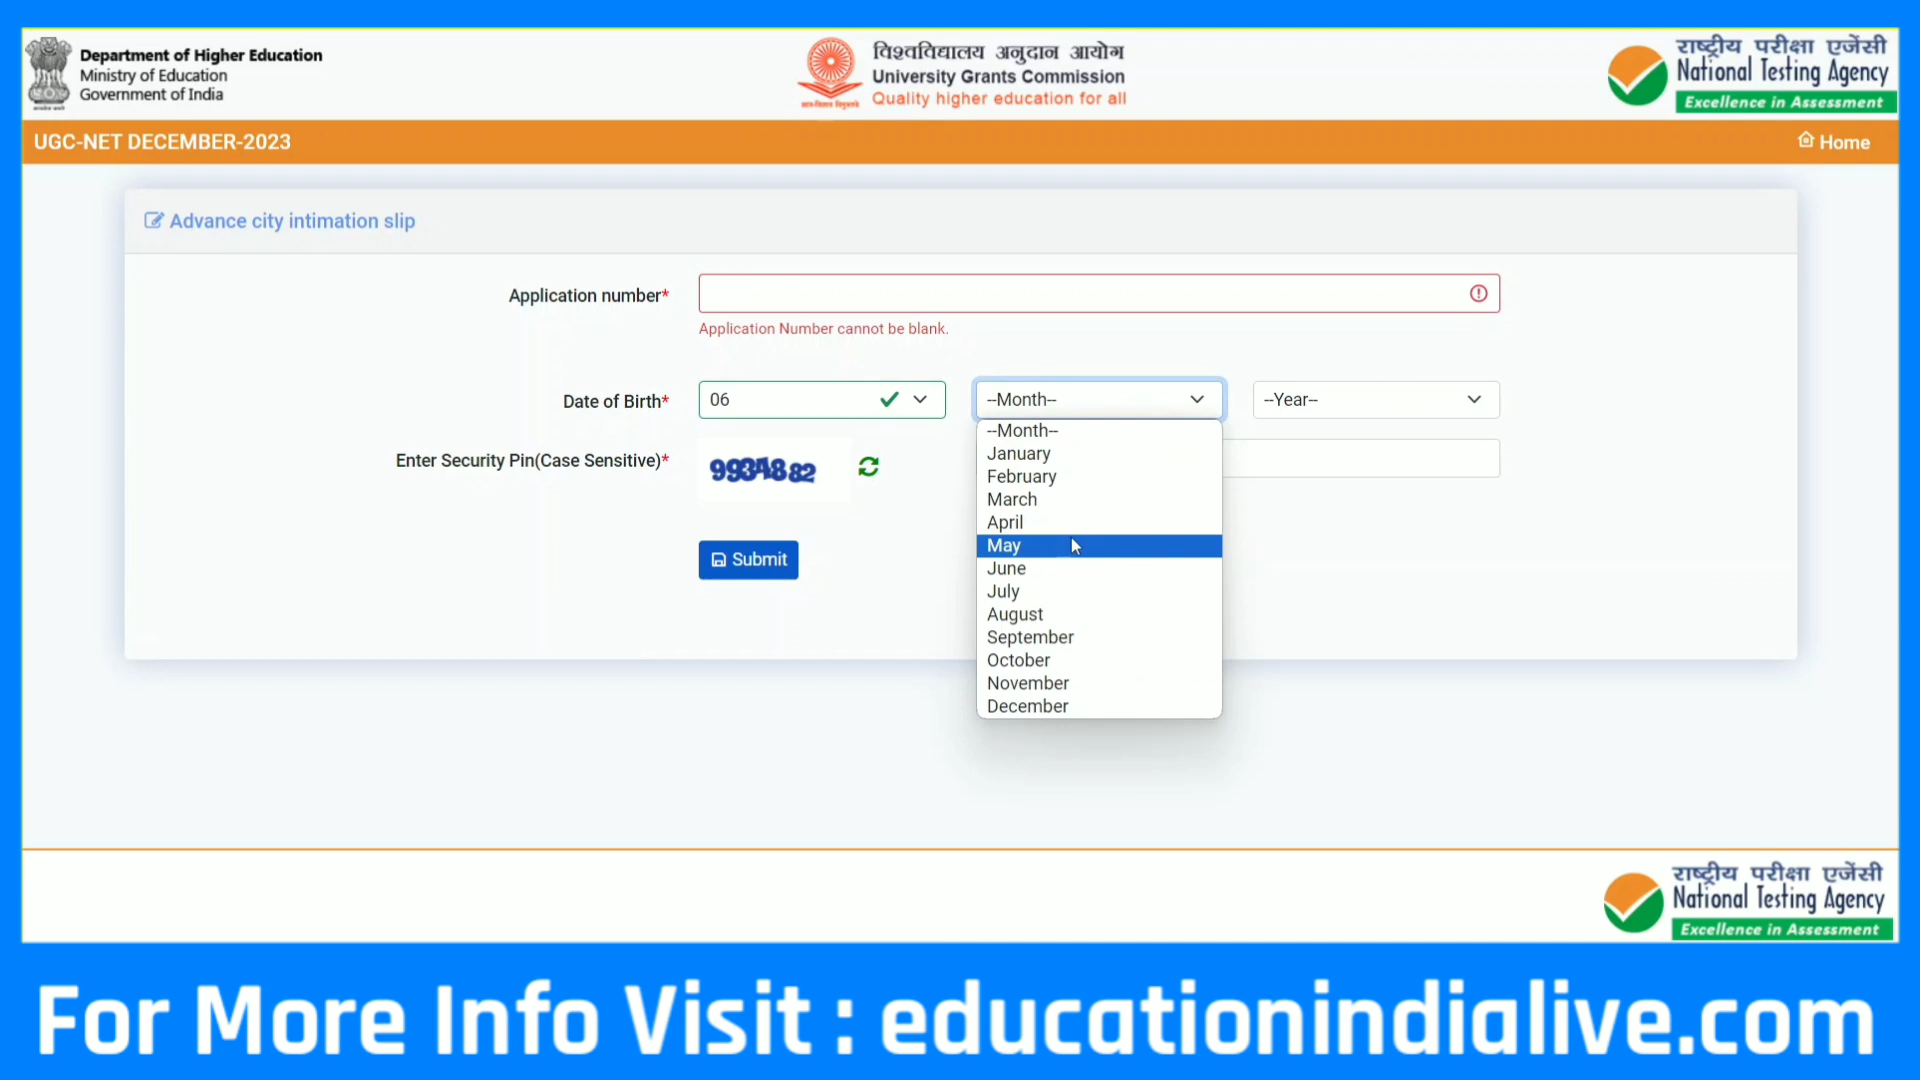 Department of Higher Education
Ministry of Education
Government of India
विश्वविद्यालय अनुदान आयोग
University Grants Commission
Quality higher education for all
राष्ट्रीय परीक्षा एजेंसी
National Testing Agency
Excellence in Assessment
UGC-NET DECEMBER-2023
Home
Advance city intimation slip
Application number*
Application Number cannot be blank.
Date of Birth*
06
--Month--
--Year--
Enter Security Pin(Case Sensitive)*
9934882
--Month--
January
February
March
April
May
June
July
August
September
October
November
December
Submit
राष्ट्रीय परीक्षा एजेंसी
National Testing Agency
Excellence in Assessment
For More Info Visit : educationindialive.com